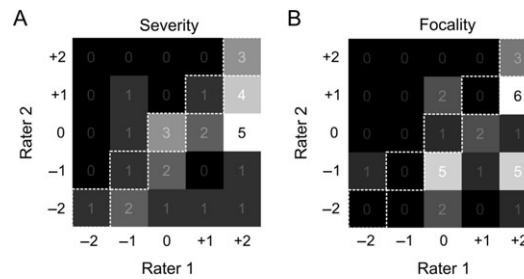 A
Severity
Rater 2
+2 0 0 0 0 3
+1 0 1 0 1 4
0 0 1 3 2 5
−1 0 1 2 0 1
−2 1 2 1 1 1
−2 −1 0 +1 +2
Rater 1
B
Focality
Rater 2
+2 0 0 0 0 3
+1 0 0 2 0 6
0 0 0 1 2 1
−1 1 0 5 1 5
−2 0 0 2 0 1
−2 −1 0 +1 +2
Rater 1